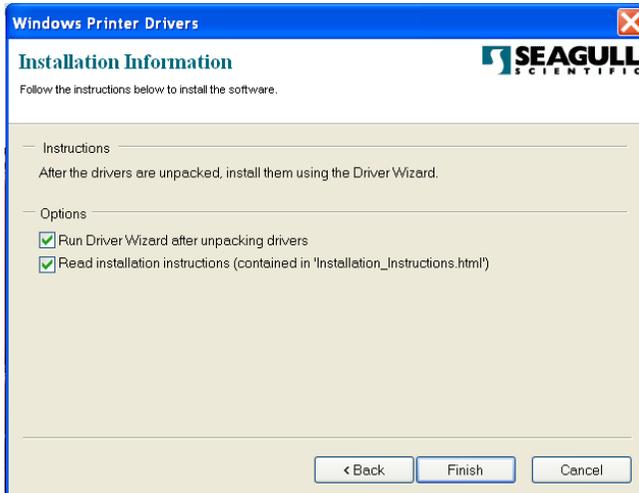 Windows Printer Drivers
Installation Information
SEAGULL
SCIENTIFIC
Follow the instructions below to install the software.
Instructions
After the drivers are unpacked, install them using the Driver Wizard.
Options
Run Driver Wizard after unpacking drivers
Read installation instructions (contained in 'Installation_Instructions.html')
< Back
Finish
Cancel